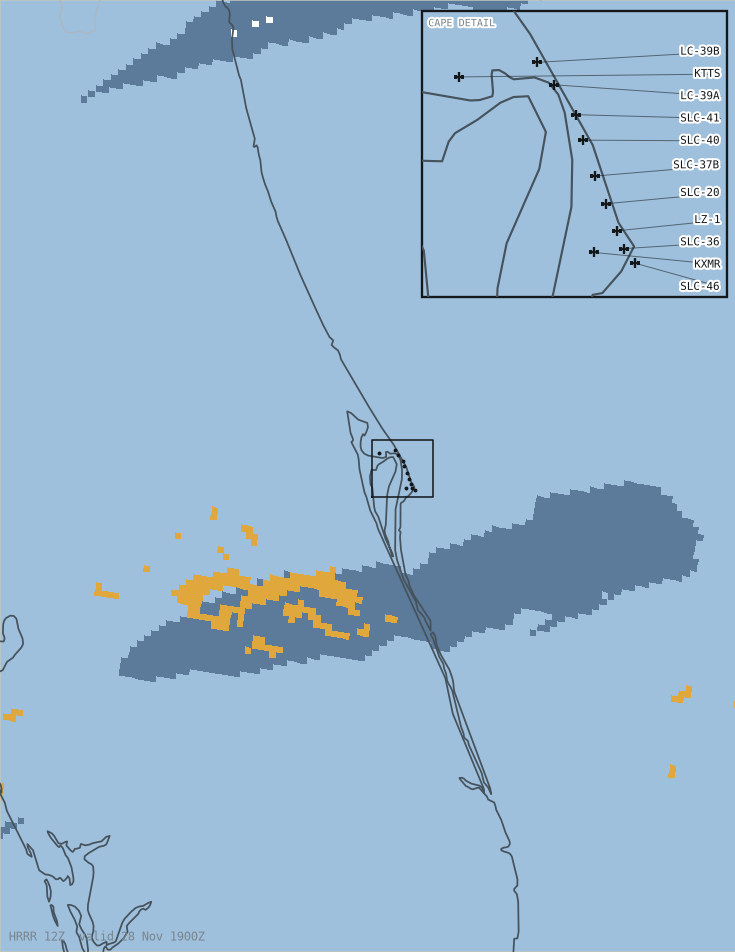 CAPE DETAIL
LC-39B
KTTS
LC-39A
SLC-41
SLC-40
SLC-37B
SLC-20
LZ-1
SLC-36
KXMR
SLC-46
HRRR 12Z valid 28 Nov 1900Z